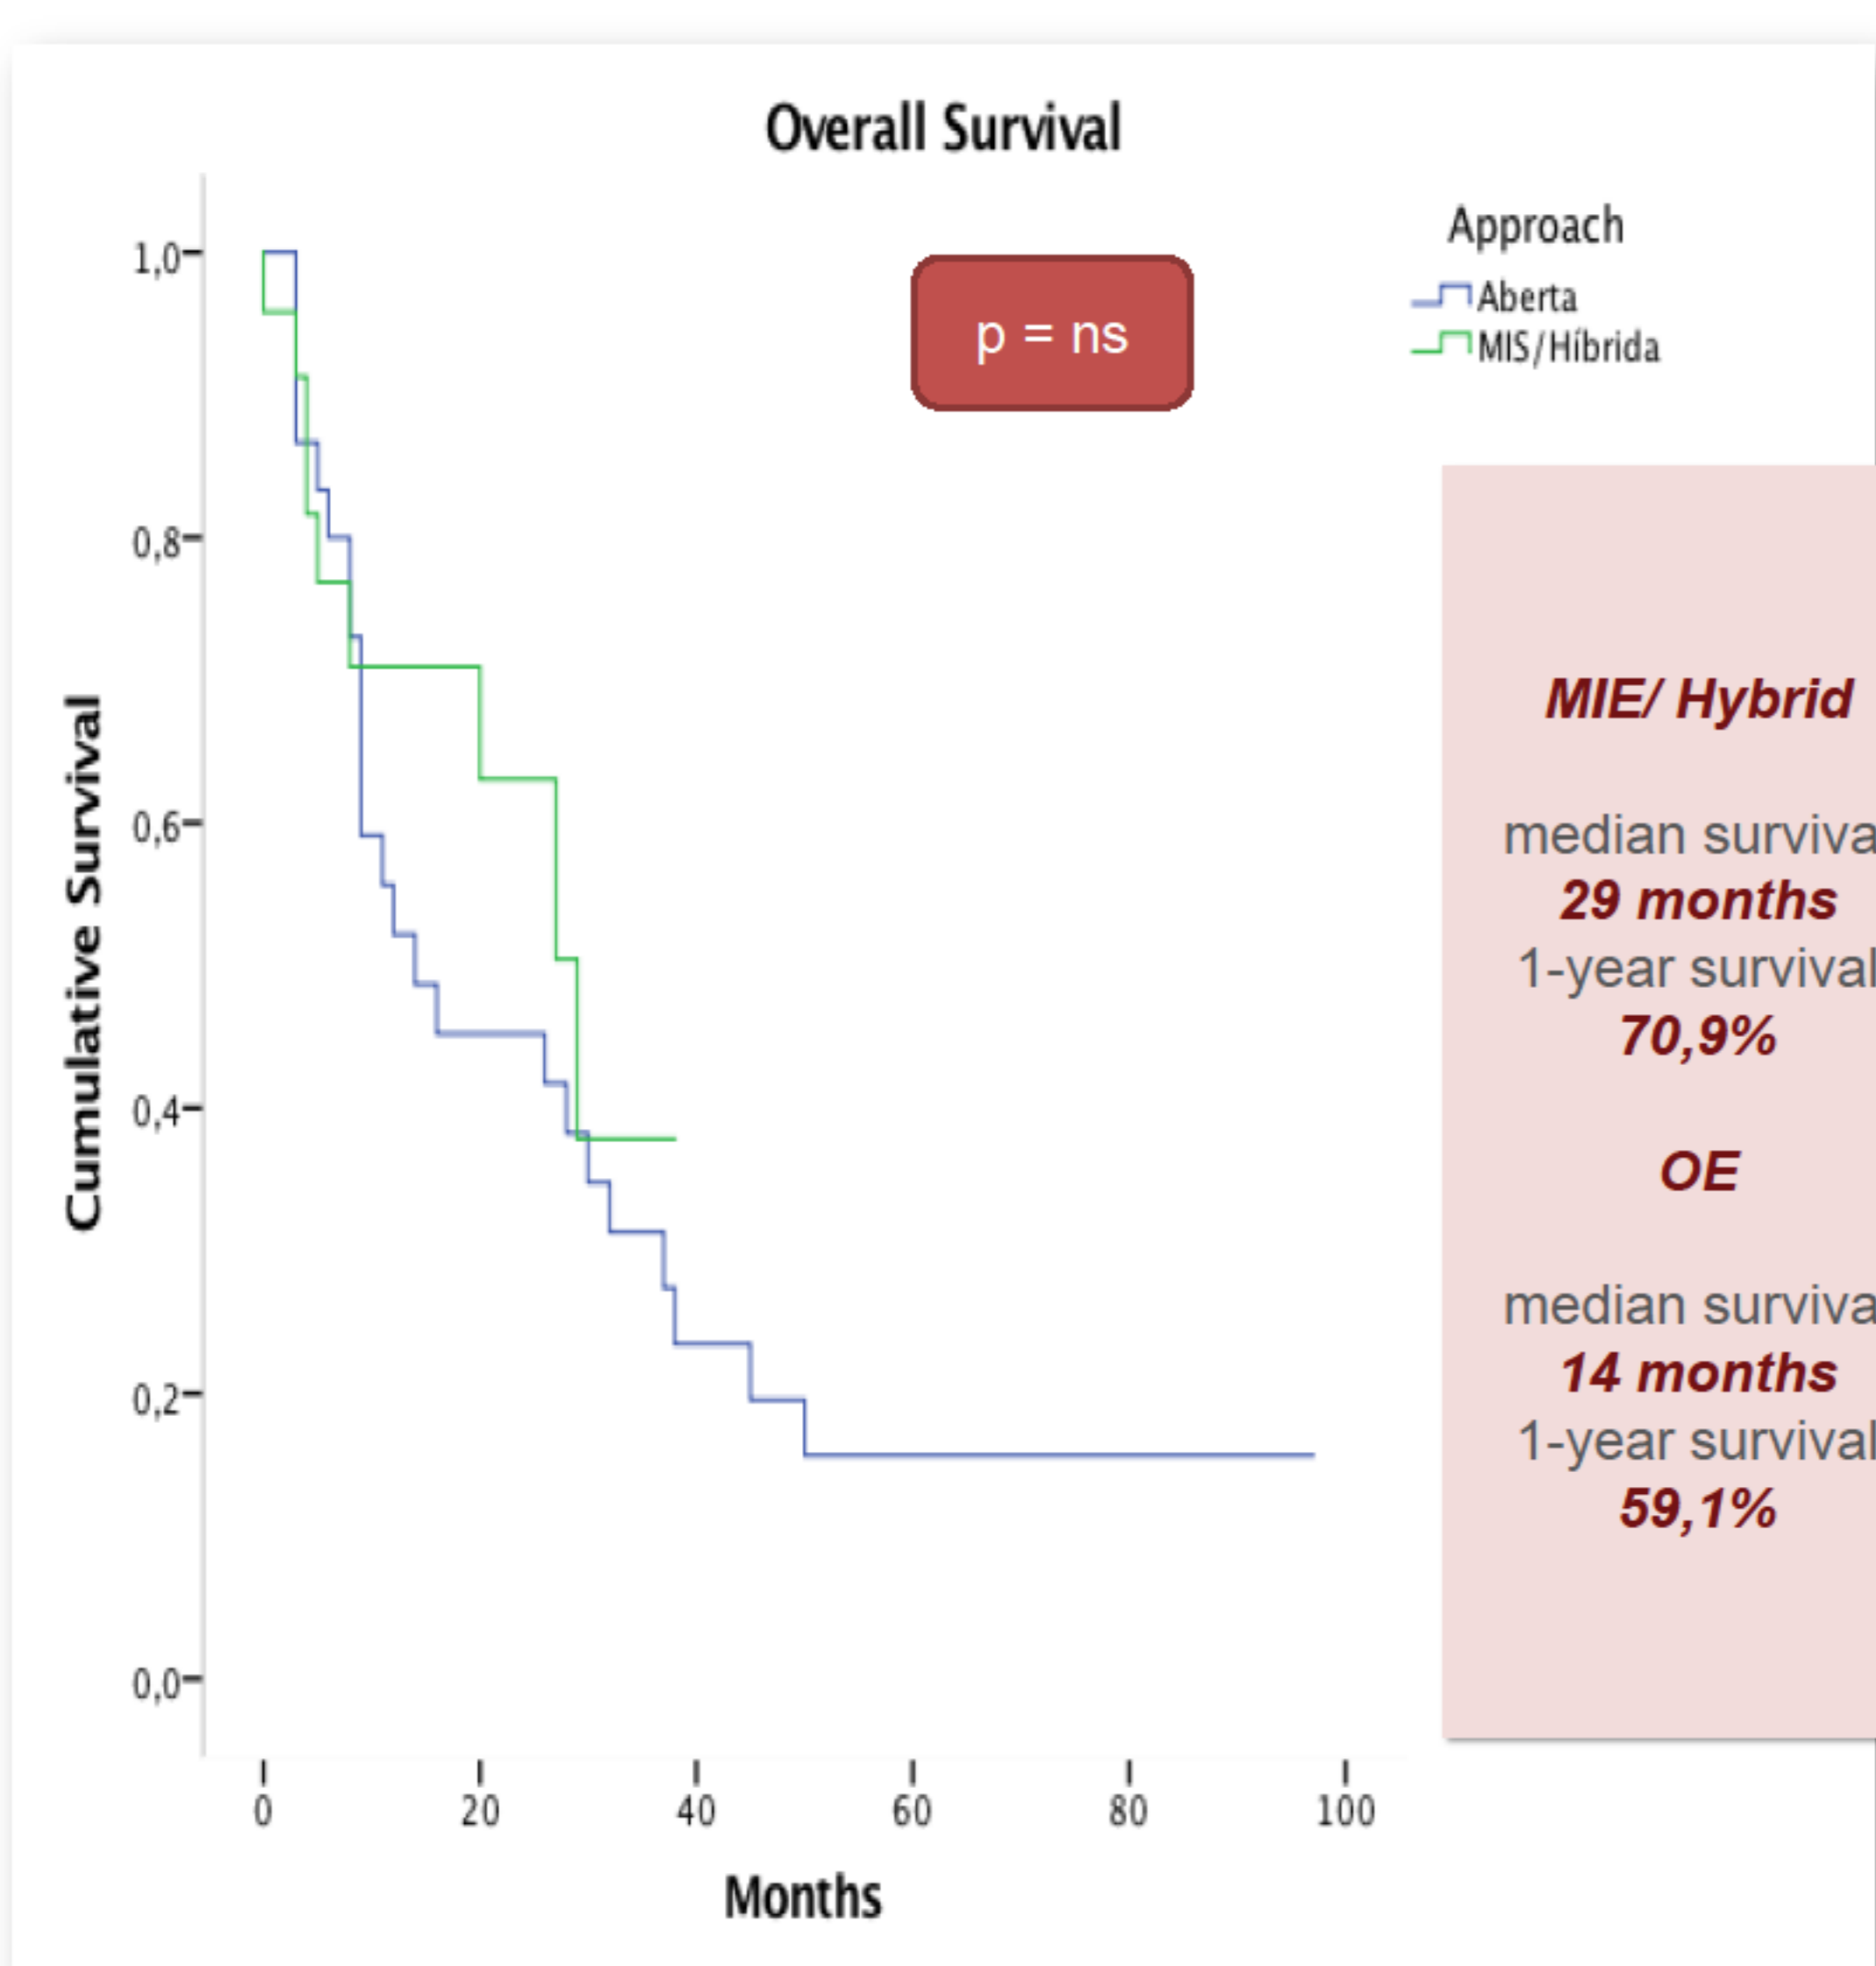 Overall Survival
Approach
Aberta
MIS/Híbrida
p = ns
1,0
0,8
0,6
0,4
0,2
0,0
Cumulative Survival
0 20 40 60 80 100
Months
MIE/ Hybrid
median surviva
29 months
1-year survival
70,9%
OE
median surviva
14 months
1-year survival
59,1%